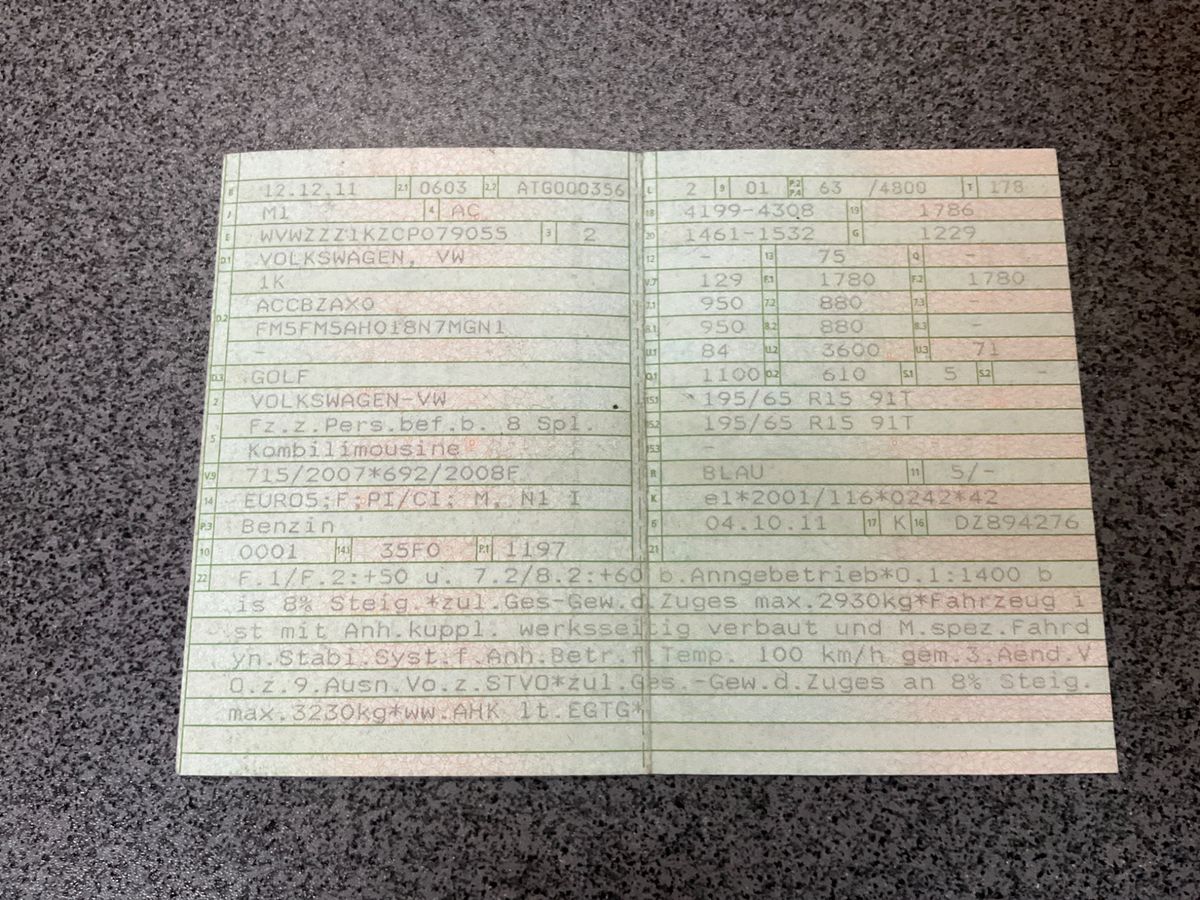 B 12.12.11 2.1 0603 2.2 ATG000356
J M1 4 AC
E WVWZZZ1KZCP079055 3 2
D.1 VOLKSWAGEN, VW
1K
D.2 ACCBZAX0
FM5FM5AH018N7MGN1
-
D.3 GOLF
2 VOLKSWAGEN-VW
5 Fz.z.Pers.bef.b. 8 Spl.
Kombilimousine
V.9 715/2007*692/2008F
14 EURO5;F;PI/CI; M, N1 I
P.3 Benzin
10 0001 14.1 35F0 P.1 1197
L 2 9 01 P.2 P.4 63 /4800 T 178
18 4199-4308 19 1786
20 1461-1532 G 1229
12 - 13 75 Q -
V.7 129 F.1 1780 F.2 1780
7.1 950 7.2 880 7.3 -
8.1 950 8.2 880 8.3 -
U.1 84 U.2 3600 U.3 71
O.1 1100 O.2 610 S.1 5 S.2 -
15.1 195/65 R15 91T
15.2 195/65 R15 91T
15.3 -
R BLAU 11 5/-
K e1*2001/116*0242*42
6 04.10.11 17 K 16 DZ894276
21
22 F.1/F.2:+50 u. 7.2/8.2:+60 b.Anngebetrieb*O.1:1400 b
is 8% Steig.*zul.Ges-Gew.d.Zuges max.2930kg*Fahrzeug i
st mit Anh.kuppl. werksseitig verbaut und M.spez.Fahrd
yn.Stabi.Syst.f.Anh.Betr.f.Temp. 100 km/h gem.3.Aend.V
O.z.9.Ausn.Vo.z.STVO*zul.Ges.-Gew.d.Zuges an 8% Steig.
max.3230kg*ww.AHK lt.EGTG*